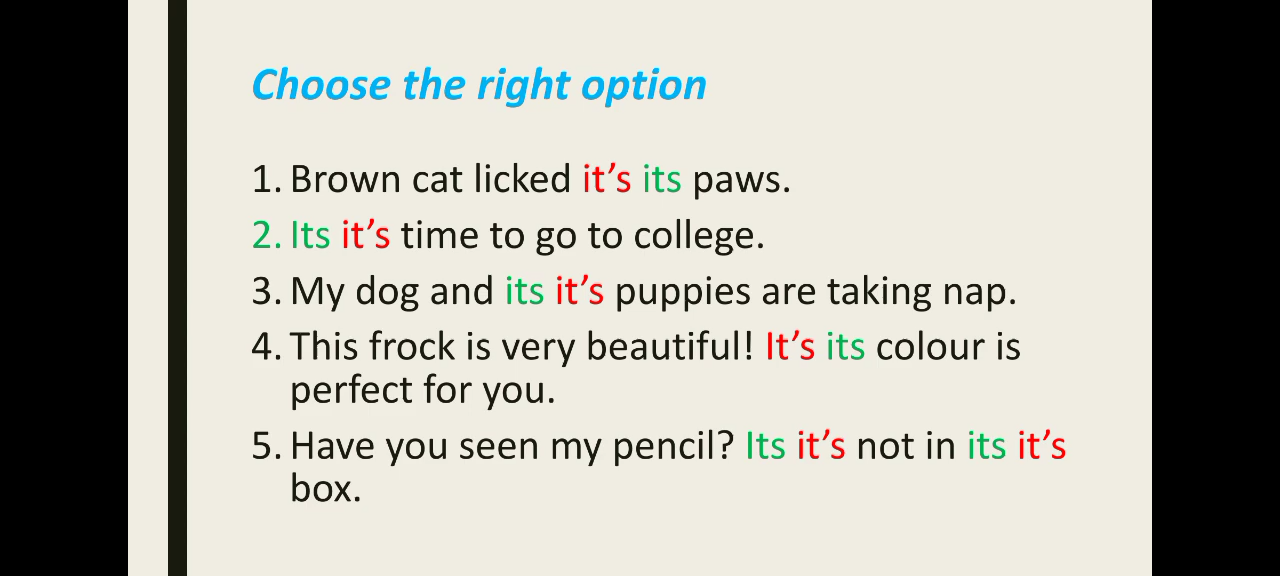 Choose the right option
1. Brown cat licked it’s its paws.
2. Its it’s time to go to college.
3. My dog and its it’s puppies are taking nap.
4. This frock is very beautiful! It’s its colour is
perfect for you.
5. Have you seen my pencil? Its it’s not in its it’s
box.